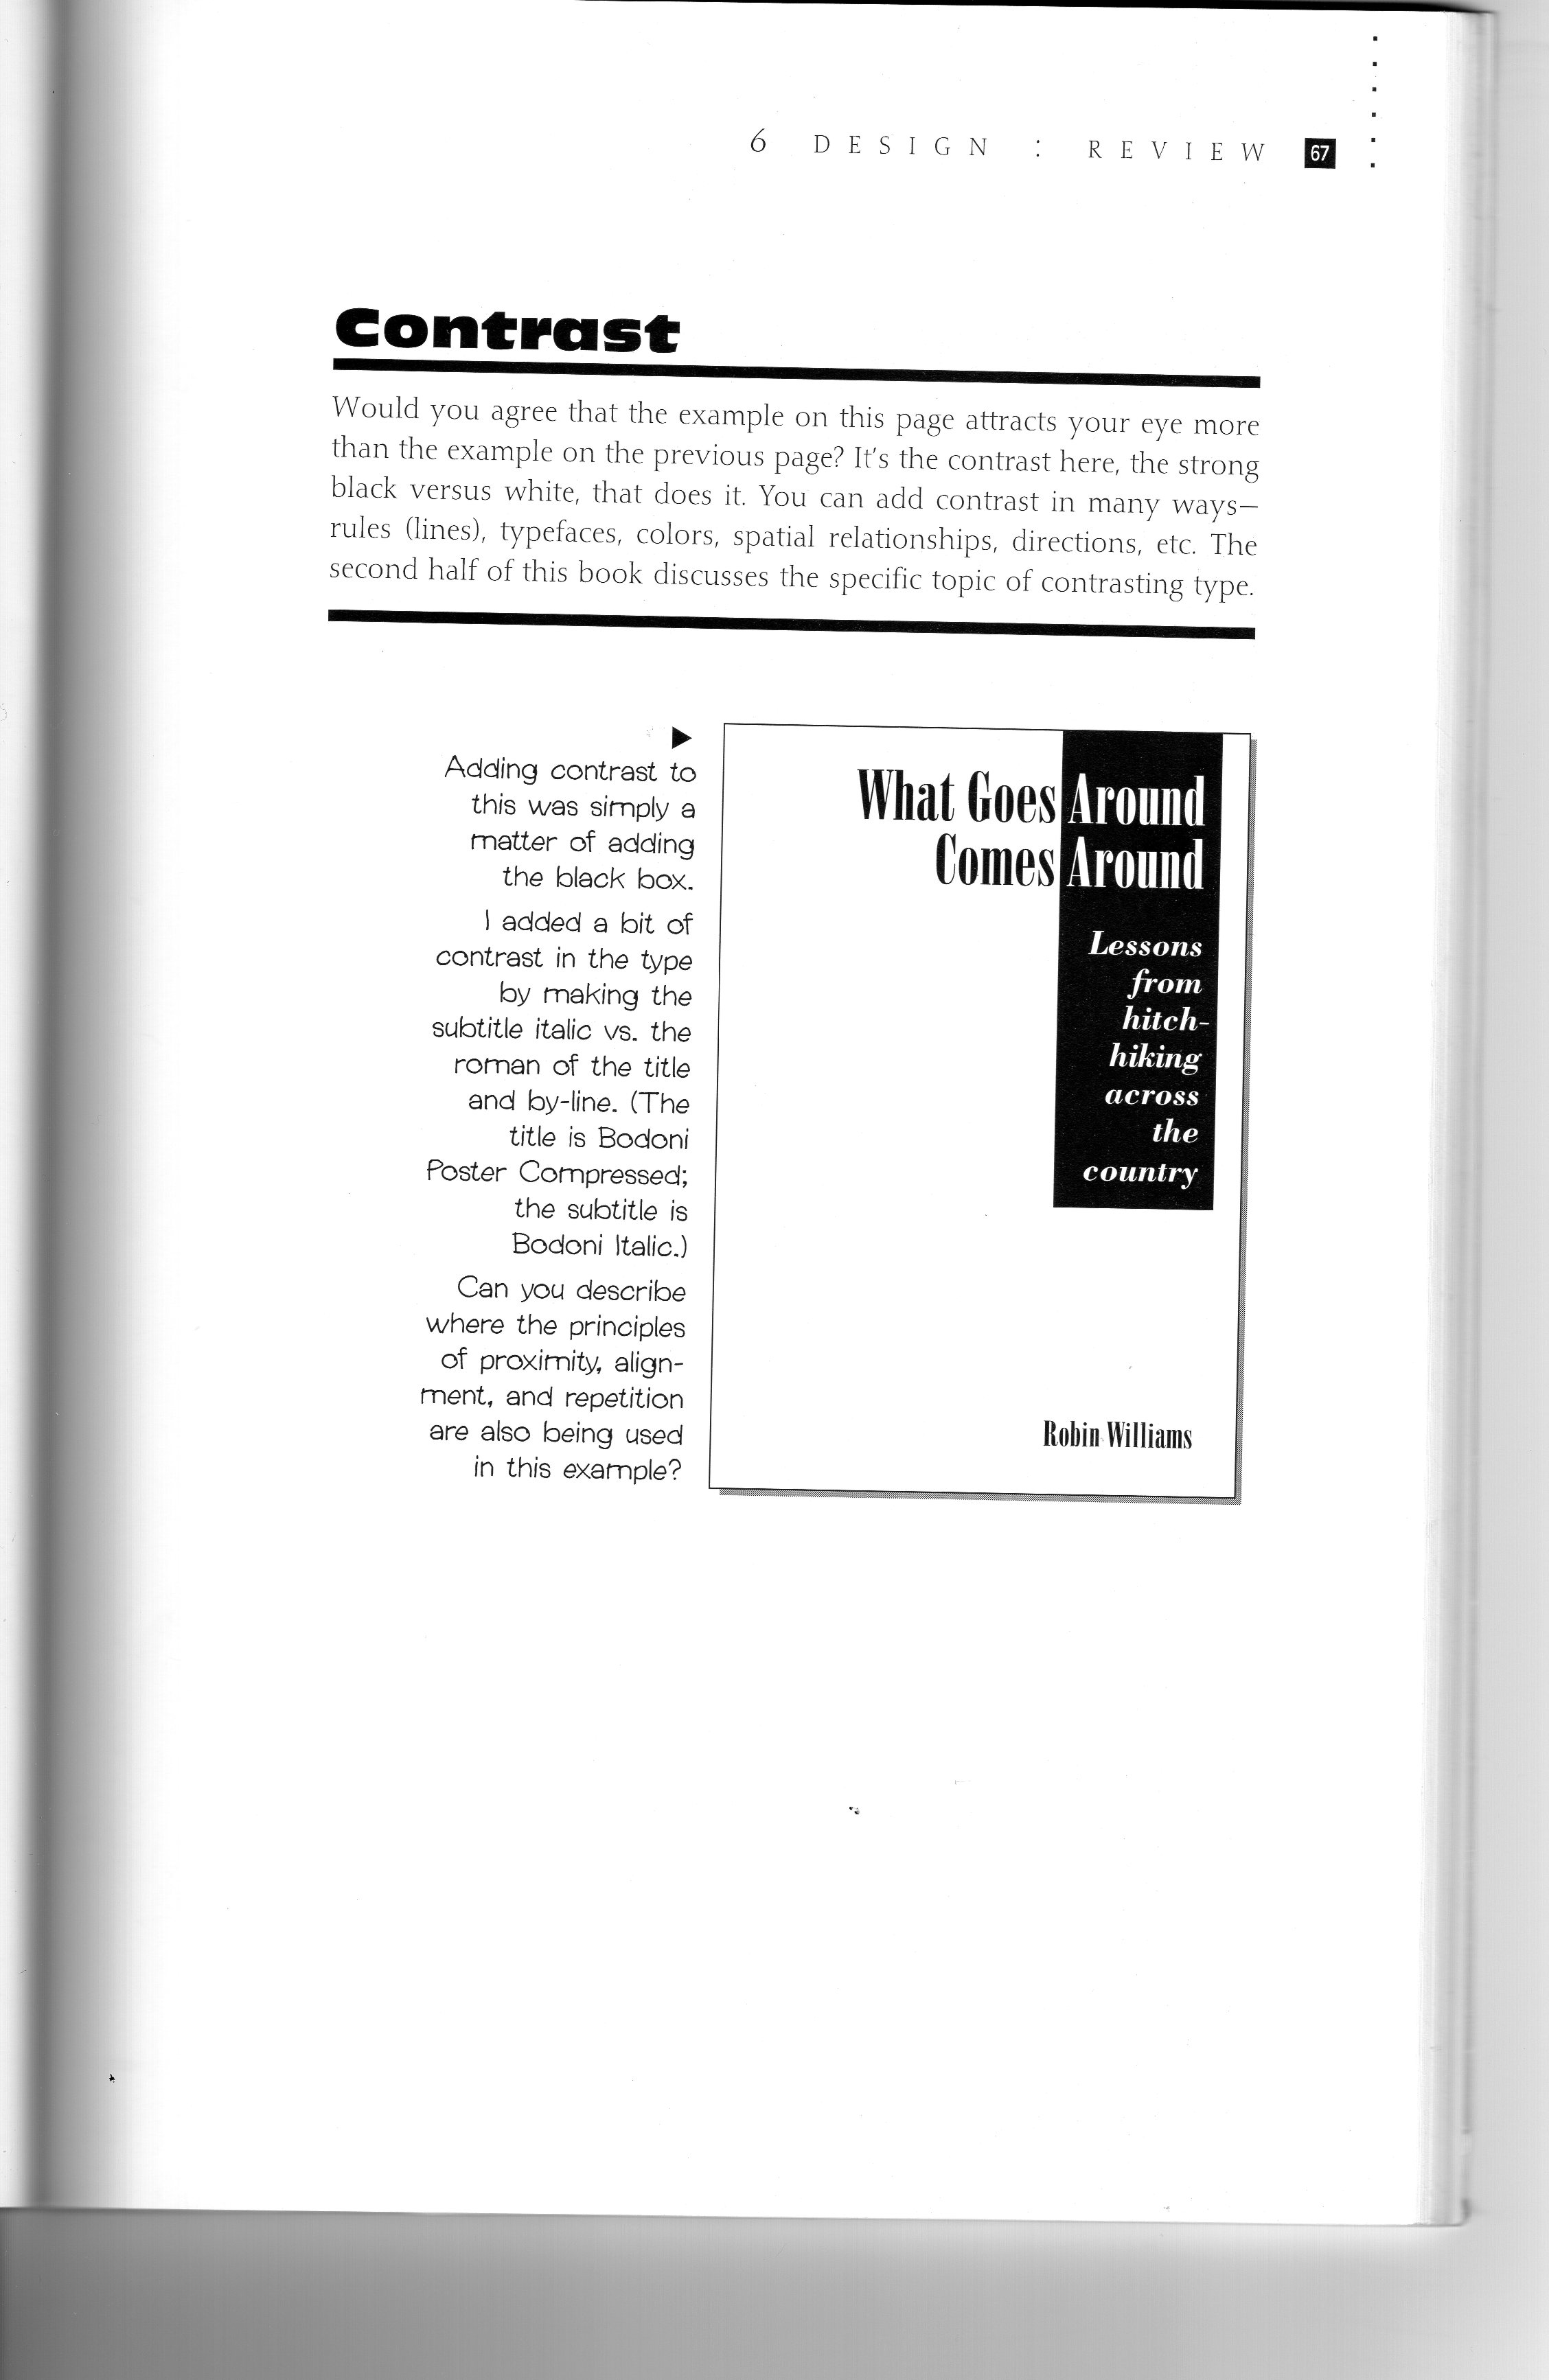 6 DESIGN : REVIEW 67
Contrast
Would you agree that the example on this page attracts your eye more
than the example on the previous page? It's the contrast here, the strong
black versus white, that does it. You can add contrast in many ways—
rules (lines), typefaces, colors, spatial relationships, directions, etc. The
second half of this book discusses the specific topic of contrasting type.
Adding contrast to
this was simply a
matter of adding
the black box.
I added a bit of
contrast in the type
by making the
subtitle italic vs. the
roman of the title
and by-line. (The
title is Bodoni
Poster Compressed;
the subtitle is
Bodoni Italic.)
Can you describe
where the principles
of proximity, align-
ment, and repetition
are also being used
in this example?
What Goes Around
Comes Around
Lessons
from
hitch-
hiking
across
the
country
Robin Williams